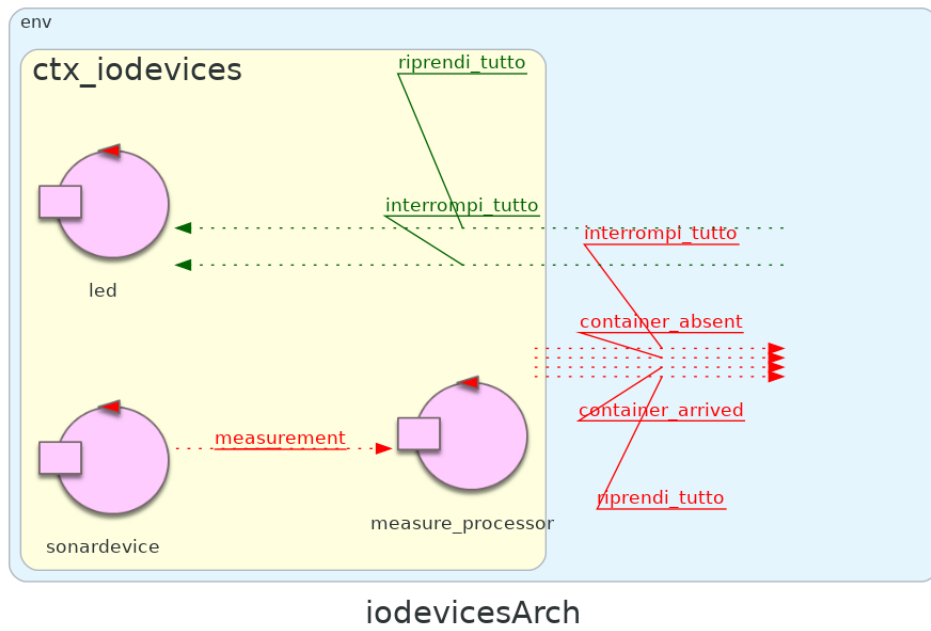 env
ctx_iodevices
riprendi_tutto
interrompi_tutto
interrompi_tutto
led
container_absent
container_arrived
measurement
riprendi_tutto
measure_processor
sonardevice
iodevicesArch